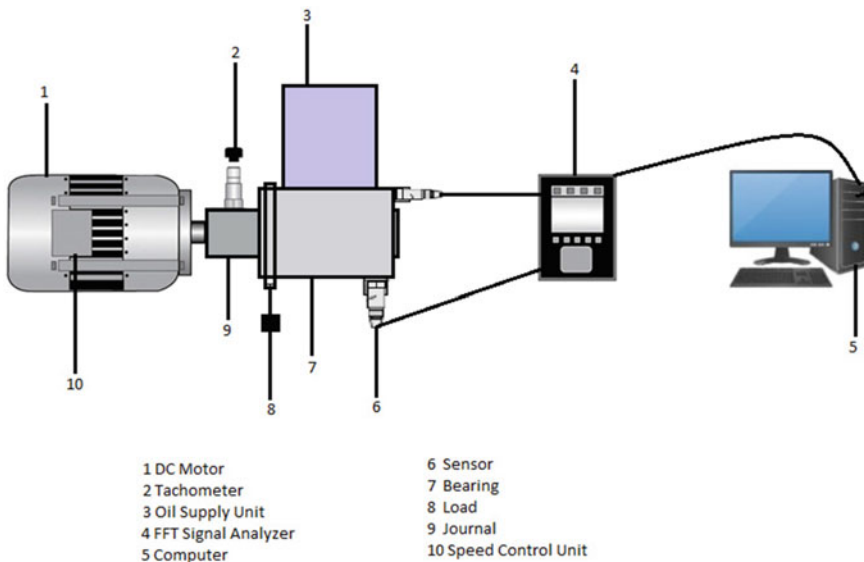 3
2
4
1
9
7
5
10
8
6
1 DC Motor
2 Tachometer
3 Oil Supply Unit
4 FFT Signal Analyzer
5 Computer
6 Sensor
7 Bearing
8 Load
9 Journal
10 Speed Control Unit